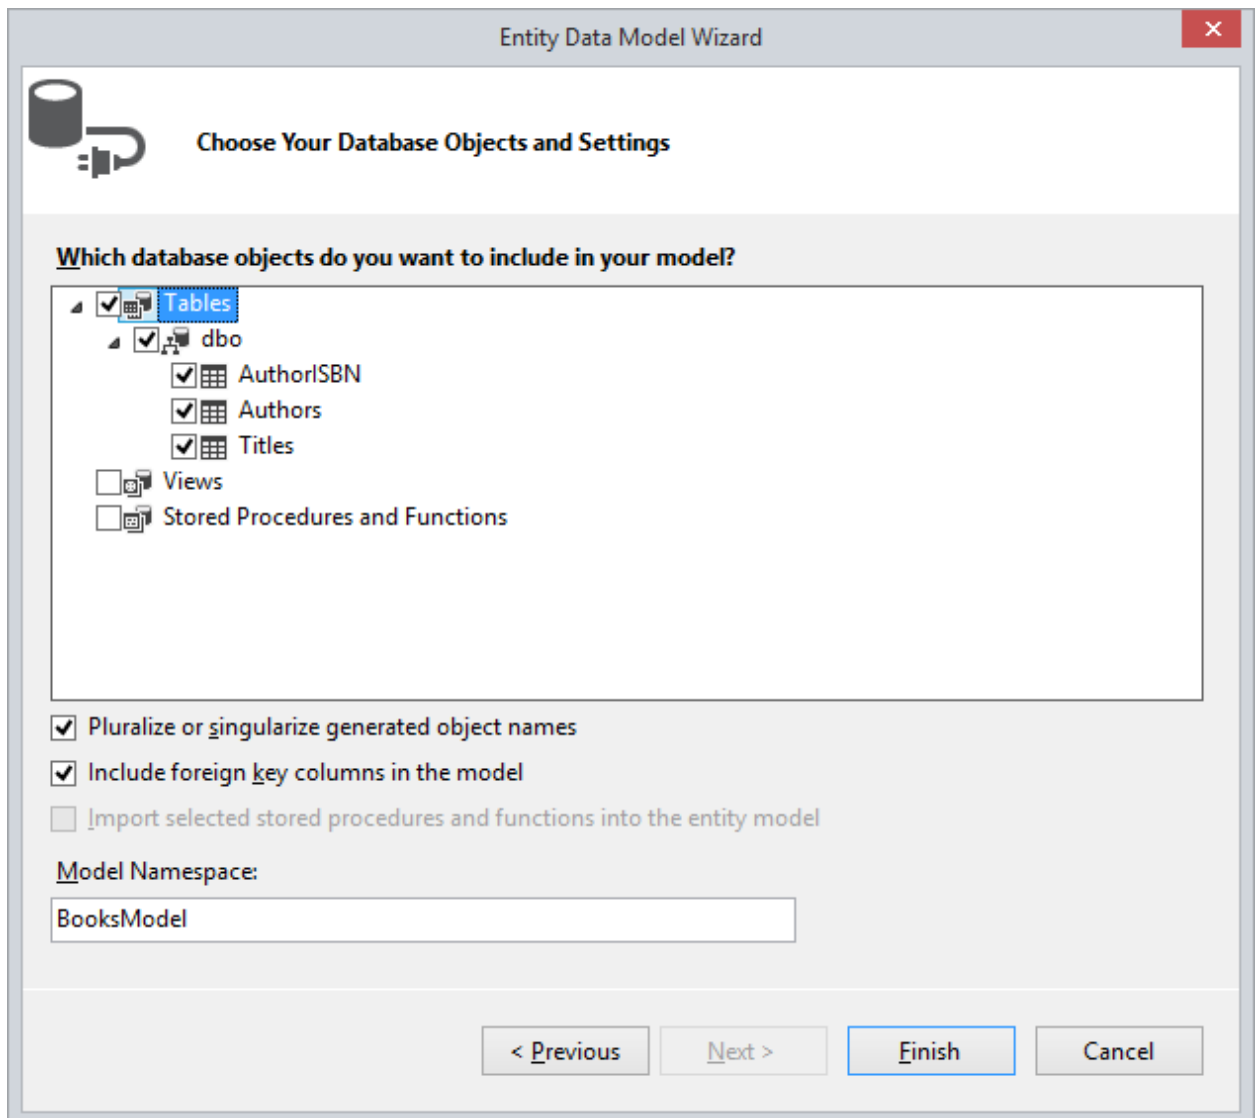 Entity Data Model Wizard
Choose Your Database Objects and Settings
Which database objects do you want to include in your model?
Tables
dbo
AuthorISBN
Authors
Titles
Views
Stored Procedures and Functions
Pluralize or singularize generated object names
Include foreign key columns in the model
Import selected stored procedures and functions into the entity model
Model Namespace:
BooksModel
< Previous Next > Finish Cancel